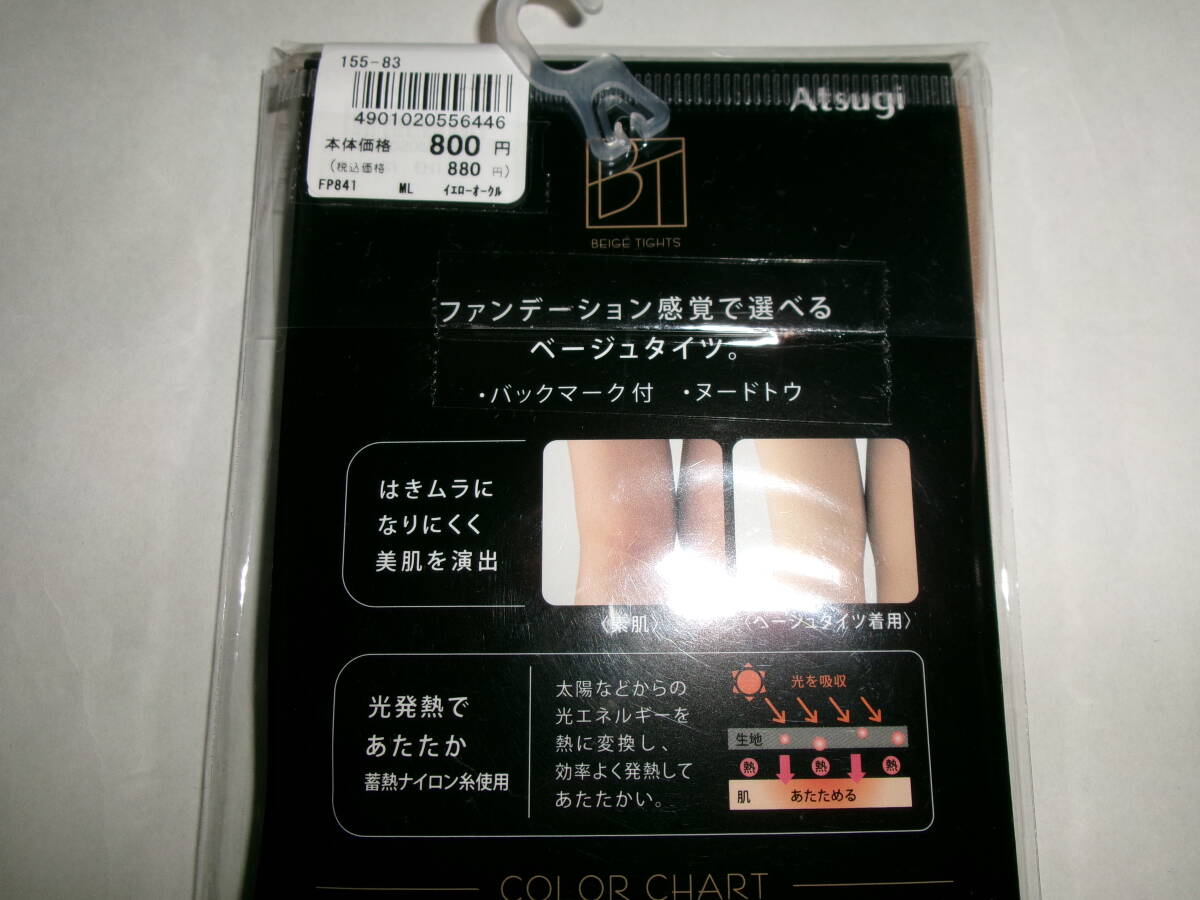 155-83
4901020556446
本体価格 800 円
(税込価格 880 円)
FP841 ML イエローオークル
Atsugi
BT
BEIGE TIGHTS
ファンデーション感覚で選べる
ベージュタイツ。
・バックマーク付 ・ヌードトウ
はきムラに
なりにくく
美肌を演出
〈素肌〉 〈ベージュタイツ着用〉
光発熱で
あたたか
蓄熱ナイロン糸使用
太陽などからの
光エネルギーを
熱に変換し、
効率よく発熱して
あたたかい。
光を吸収
生地
熱 熱 熱
肌 あたためる
COLOR CHART